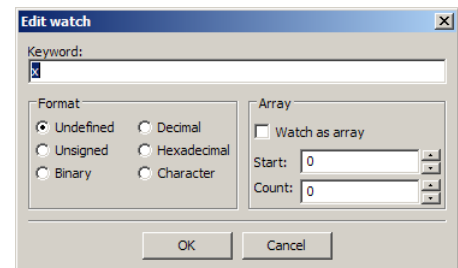 Edit watch
Keyword:
x
Format
Undefined
Decimal
Unsigned
Hexadecimal
Binary
Character
Array
Watch as array
Start: 0
Count: 0
OK
Cancel